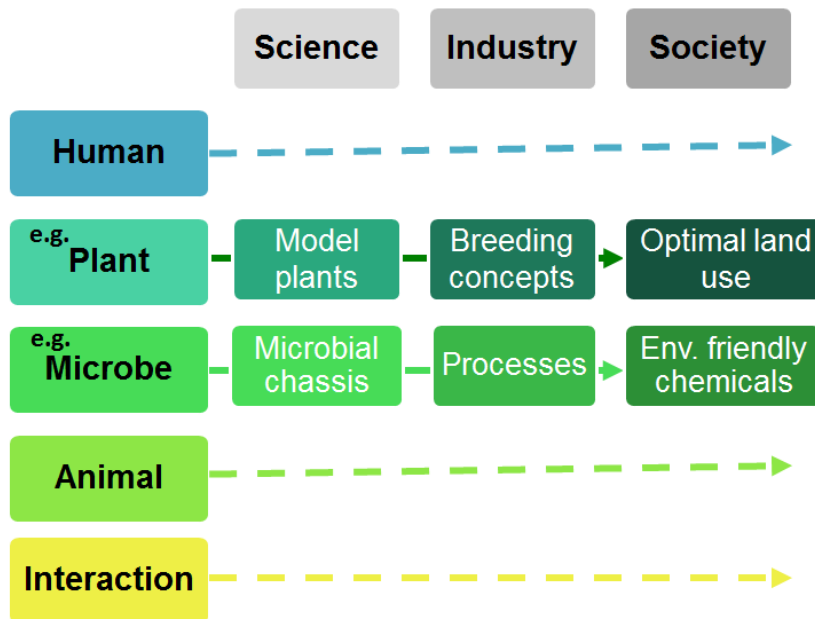 Science
Industry
Society
Human
e.g.
Plant
Model
plants
Breeding
concepts
Optimal land
use
e.g.
Microbe
Microbial
chassis
Processes
Env. friendly
chemicals
Animal
Interaction